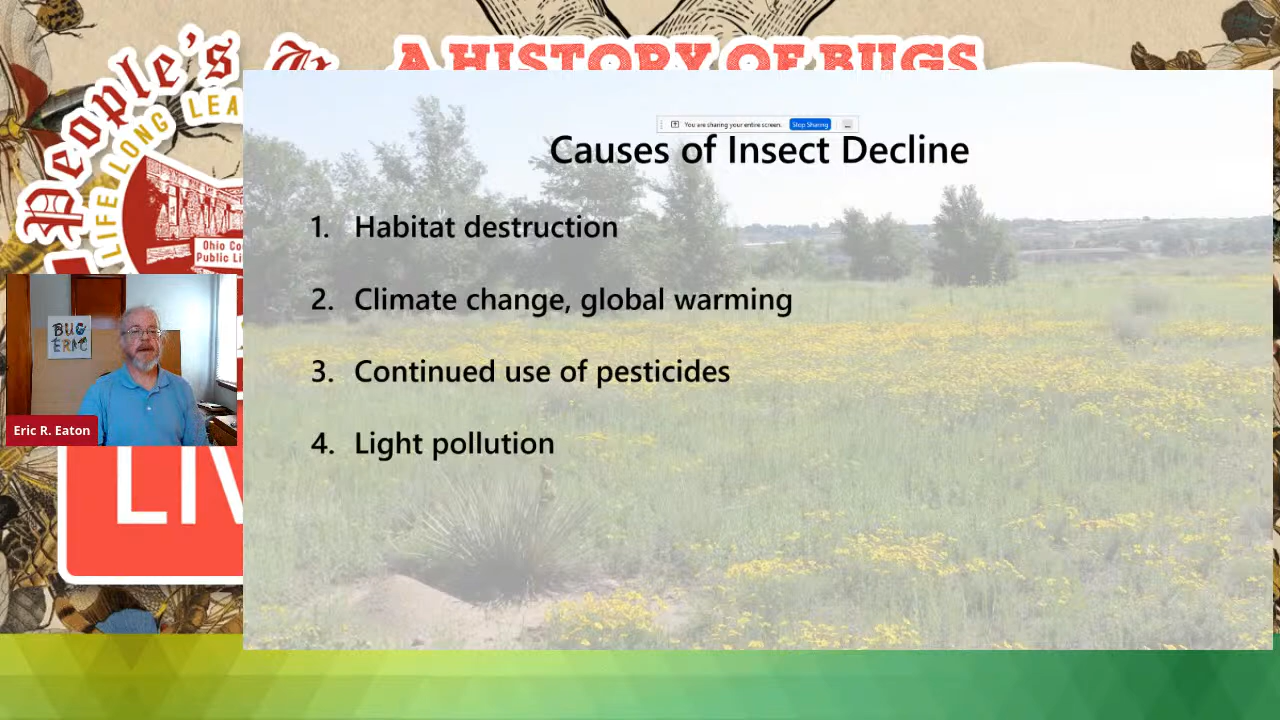 People's
LIFELONG LEA
A HISTORY OF BUGS
You are sharing your entire screen. Stop Sharing
Causes of Insect Decline
1. Habitat destruction
2. Climate change, global warming
3. Continued use of pesticides
4. Light pollution
Ohio Co
Public Li
BUG
ERIC
Eric R. Eaton
LIV